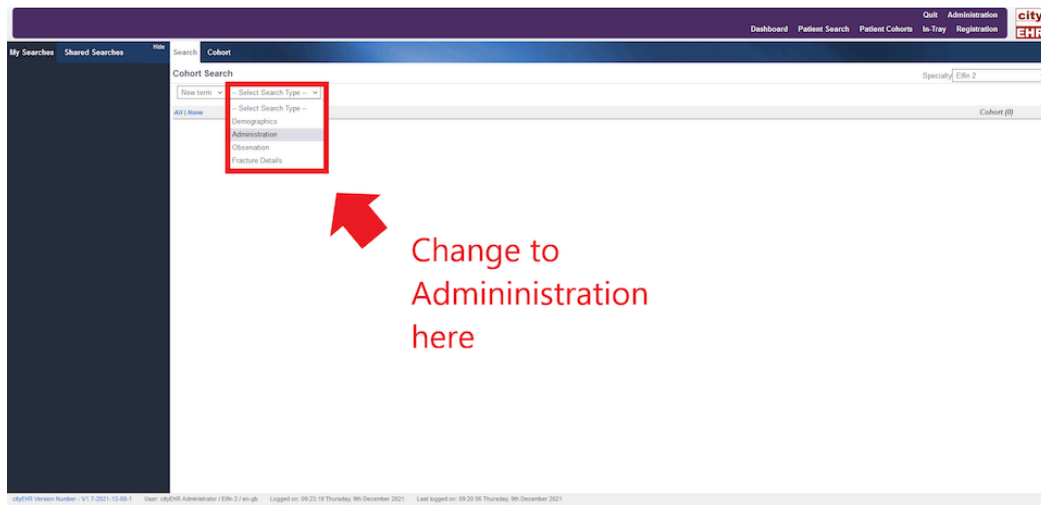 Quit Administration
city
Dashboard Patient Search Patient Cohorts In-Tray Registration
EHR
My Searches Shared Searches Hide Search Cohort
Cohort Search
Specialty Elfin 2
New term -- Select Search Type --
All | None
-- Select Search Type --
Cohort (0)
Demographics
Administration
Observation
Fracture Details
Change to
Admininistration
here
cityEHR Version Number - V1.7-2021-12-08-1 User: cityEHR Administrator / Elfin 2 / en-gb Logged on: 09:23:19 Thursday, 9th December 2021 Last logged on: 09:20:56 Thursday, 9th December 2021